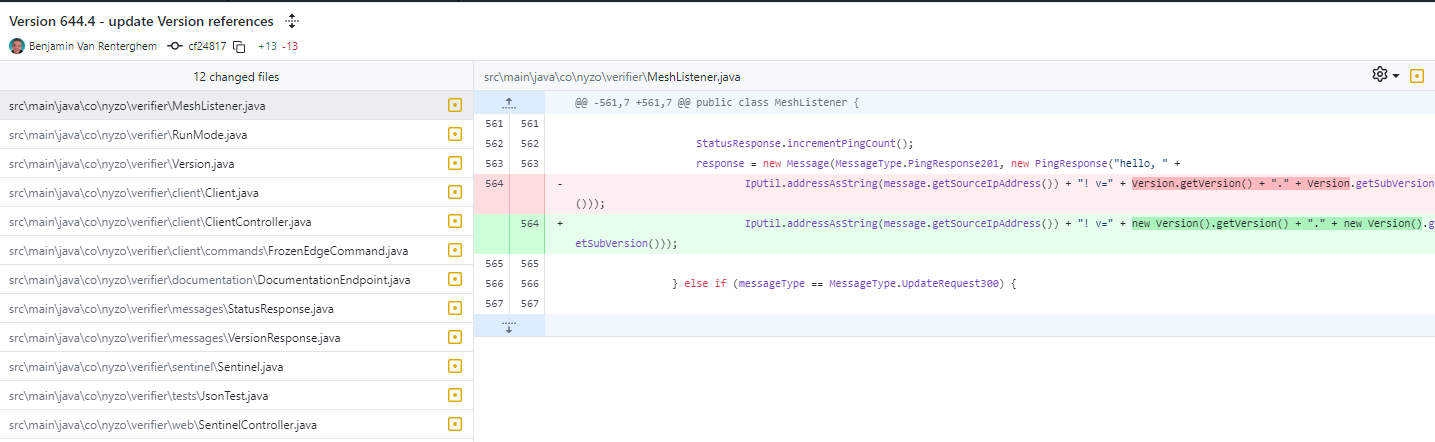 Version 644.4 - update Version references
Benjamin Van Renterghem cf24817 +13 -13
12 changed files
src\main\java\co\nyzo\verifier\MeshListener.java
src\main\java\co\nyzo\verifier\RunMode.java
src\main\java\co\nyzo\verifier\Version.java
src\main\java\co\nyzo\verifier\client\Client.java
src\main\java\co\nyzo\verifier\client\ClientController.java
src\main\java\co\nyzo\verifier\client\commands\FrozenEdgeCommand.java
src\main\java\co\nyzo\verifier\documentation\DocumentationEndpoint.java
src\main\java\co\nyzo\verifier\messages\StatusResponse.java
src\main\java\co\nyzo\verifier\messages\VersionResponse.java
src\main\java\co\nyzo\verifier\sentinel\Sentinel.java
src\main\java\co\nyzo\verifier\tests\JsonTest.java
src\main\java\co\nyzo\verifier\web\SentinelController.java
src\main\java\co\nyzo\verifier\MeshListener.java
@@ -561,7 +561,7 @@ public class MeshListener {
561 561
562 562 StatusResponse.incrementPingCount();
563 563 response = new Message(MessageType.PingResponse201, new PingResponse("hello, " +
564 - IpUtil.addressAsString(message.getSourceIpAddress()) + "! v=" + Version.getVersion() + "." + Version.getSubVersion
()));
564 + IpUtil.addressAsString(message.getSourceIpAddress()) + "! v=" + new Version().getVersion() + "." + new Version().g
etSubVersion()));
565 565
566 566 } else if (messageType == MessageType.UpdateRequest300) {
567 567